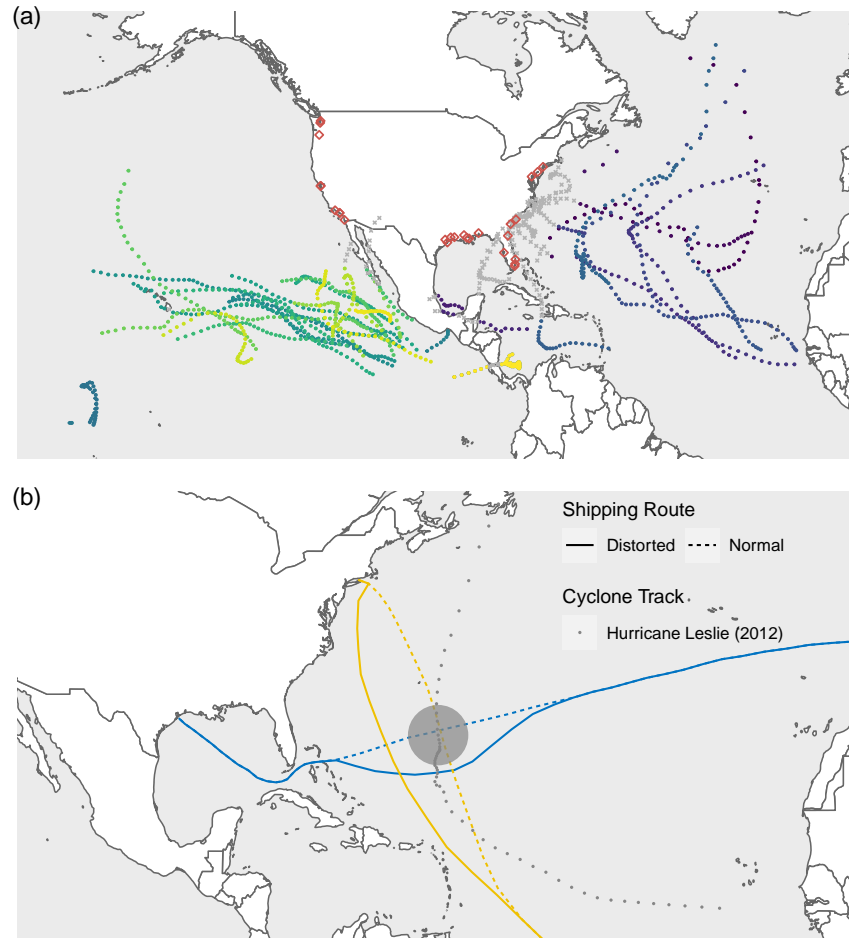 (a)
(b)
Shipping Route
Distorted Normal
Cyclone Track
Hurricane Leslie (2012)